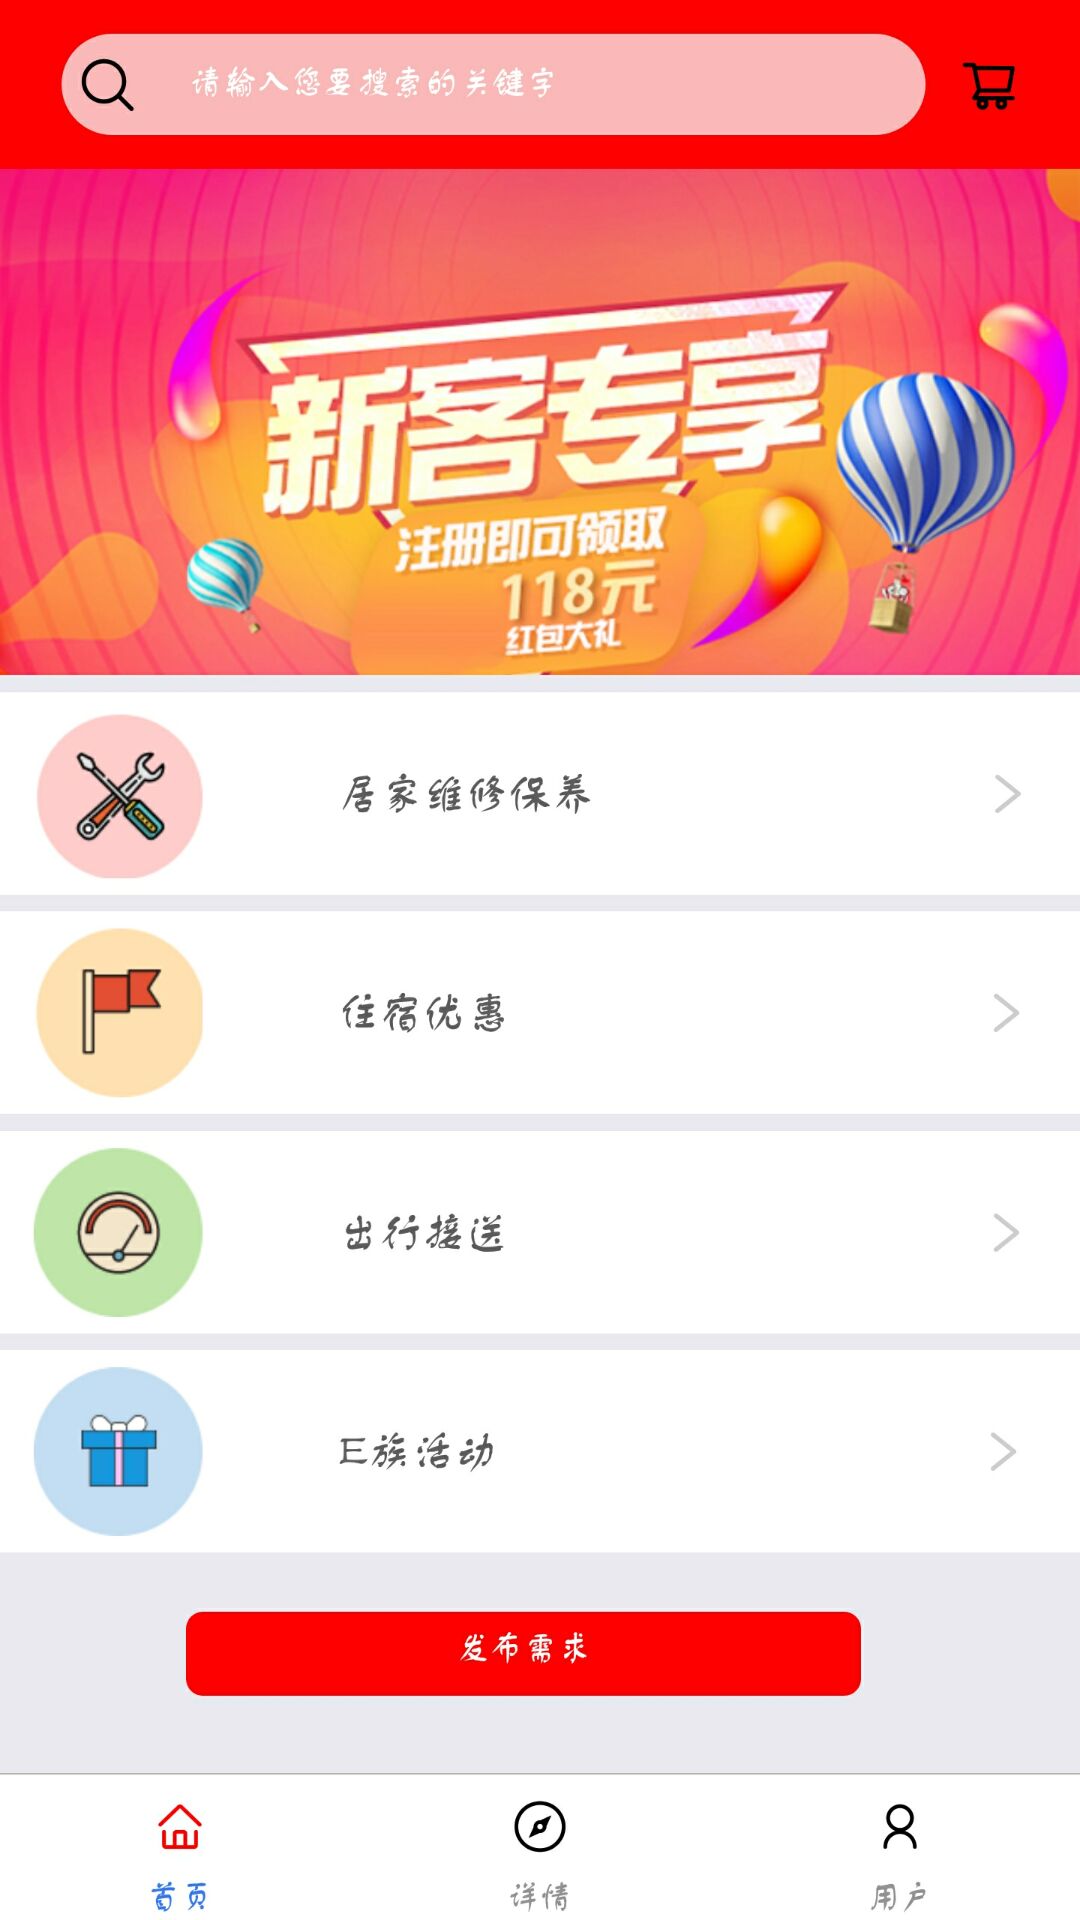 请输入您要搜索的关键字
新客专享
注册即可领取
118元
红包大礼
居家维修保养
住宿优惠
出行接送
E族活动
发布需求
首页
详情
用户